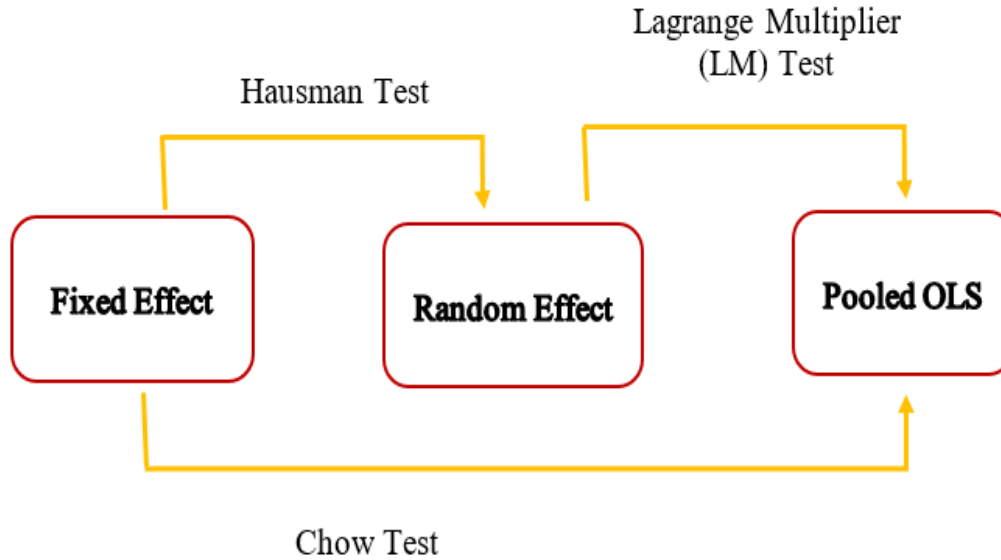 Lagrange Multiplier
(LM) Test
Hausman Test
Fixed Effect
Random Effect
Pooled OLS
Chow Test